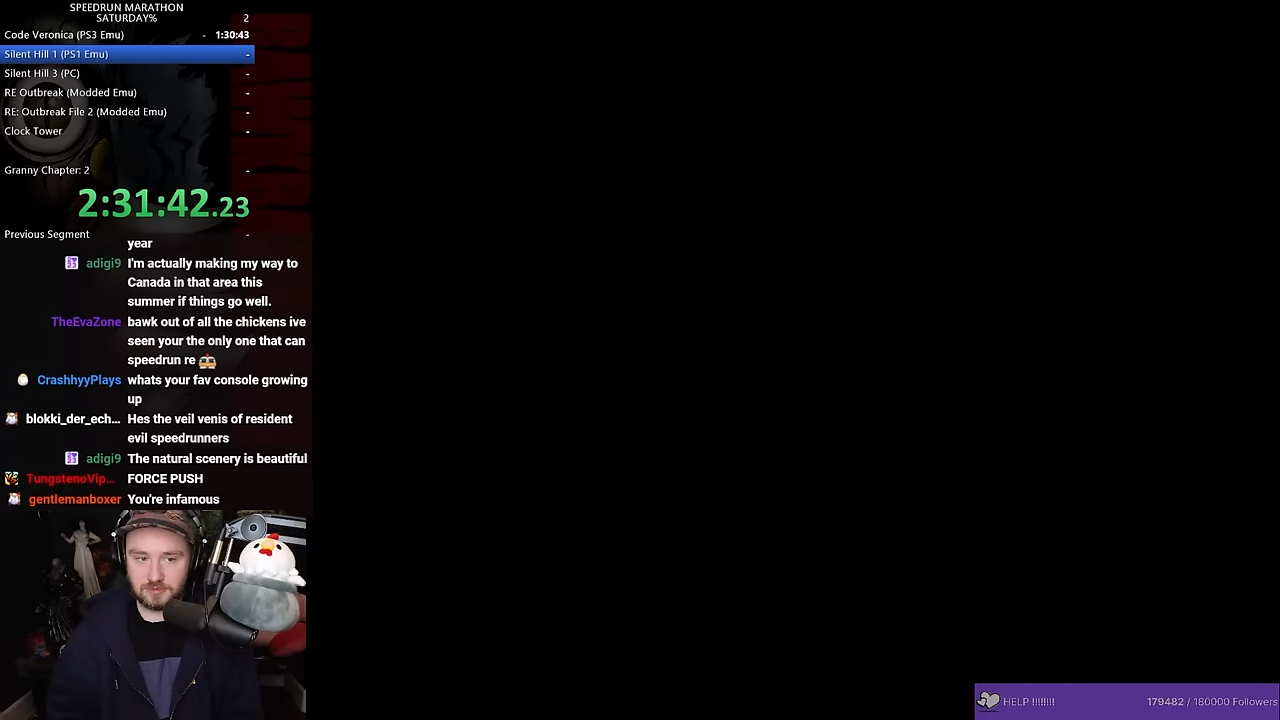 SPEEDRUN MARATHON
SATURDAY% 2
Code Veronica (PS3 Emu) - 1:30:43
Silent Hill 1 (PS1 Emu) -
Silent Hill 3 (PC) -
RE Outbreak (Modded Emu) -
RE: Outbreak File 2 (Modded Emu) -
Clock Tower -
Granny Chapter: 2 -
2:31:42.23
Previous Segment -
year
adigi9 I'm actually making my way to
Canada in that area this
summer if things go well.
TheEvaZone bawk out of all the chickens ive
seen your the only one that can
speedrun re
CrashhyyPlays whats your fav console growing
up
blokki_der_ech... Hes the veil venis of resident
evil speedrunners
adigi9 The natural scenery is beautiful
TungstenoVip... FORCE PUSH
gentlemanboxer You're infamous
HELP !!!!!!!! 179482 / 180000 Followers